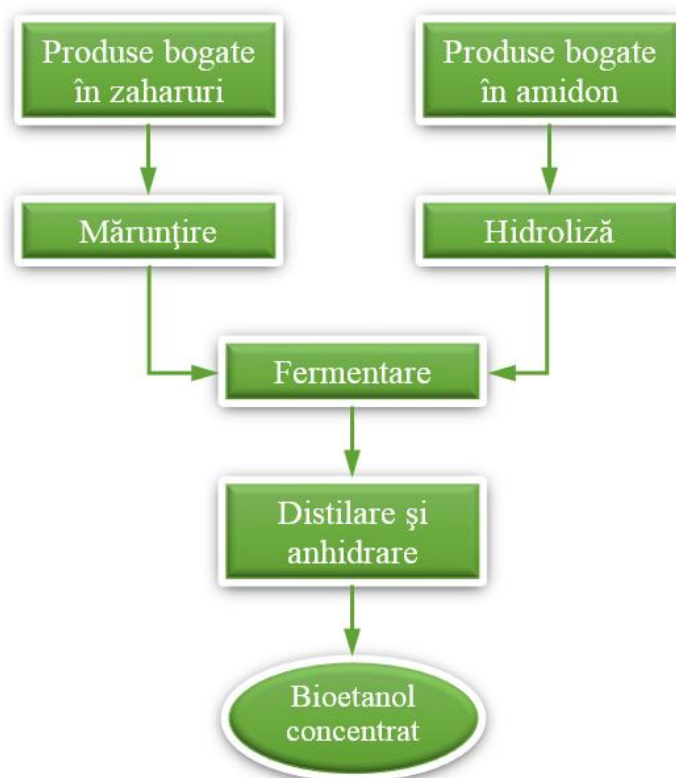 Produse bogate
în zaharuri
Produse bogate
în amidon
Mărunţire
Hidroliză
Fermentare
Distilare şi
anhidrare
Bioetanol
concentrat